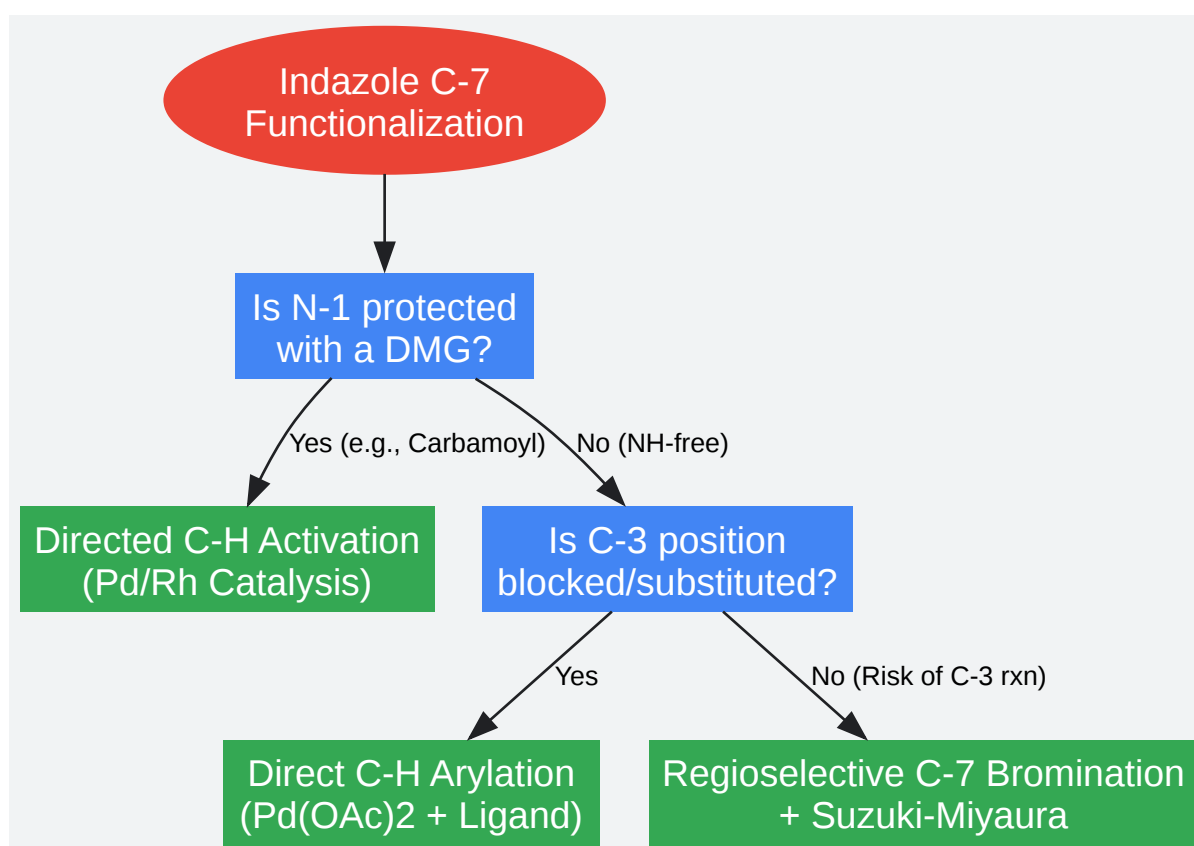 Indazole C-7
Functionalization
Is N-1 protected
with a DMG?
Yes (e.g., Carbamoyl)
No (NH-free)
Directed C-H Activation
(Pd/Rh Catalysis)
Is C-3 position
blocked/substituted?
Yes
No (Risk of C-3 rxn)
Direct C-H Arylation
(Pd(OAc)2 + Ligand)
Regioselective C-7 Bromination
+ Suzuki-Miyaura